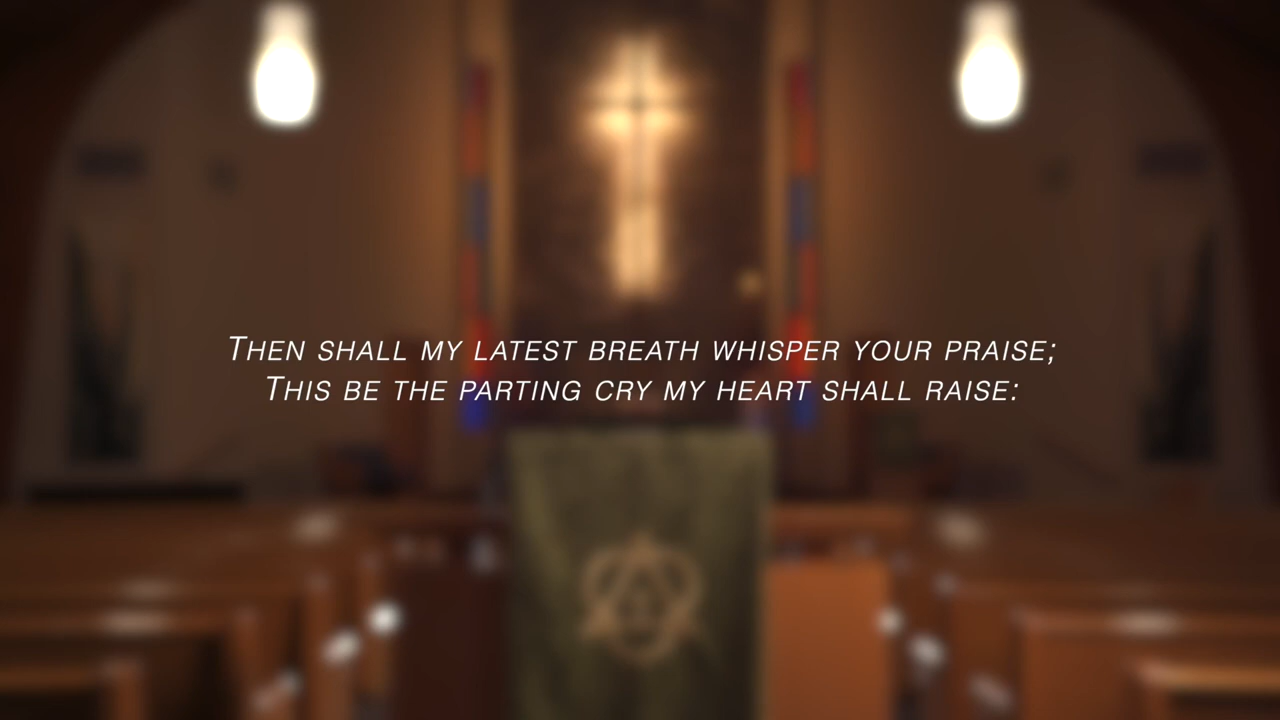 Then shall my latest breath whisper your praise;
This be the parting cry my heart shall raise: